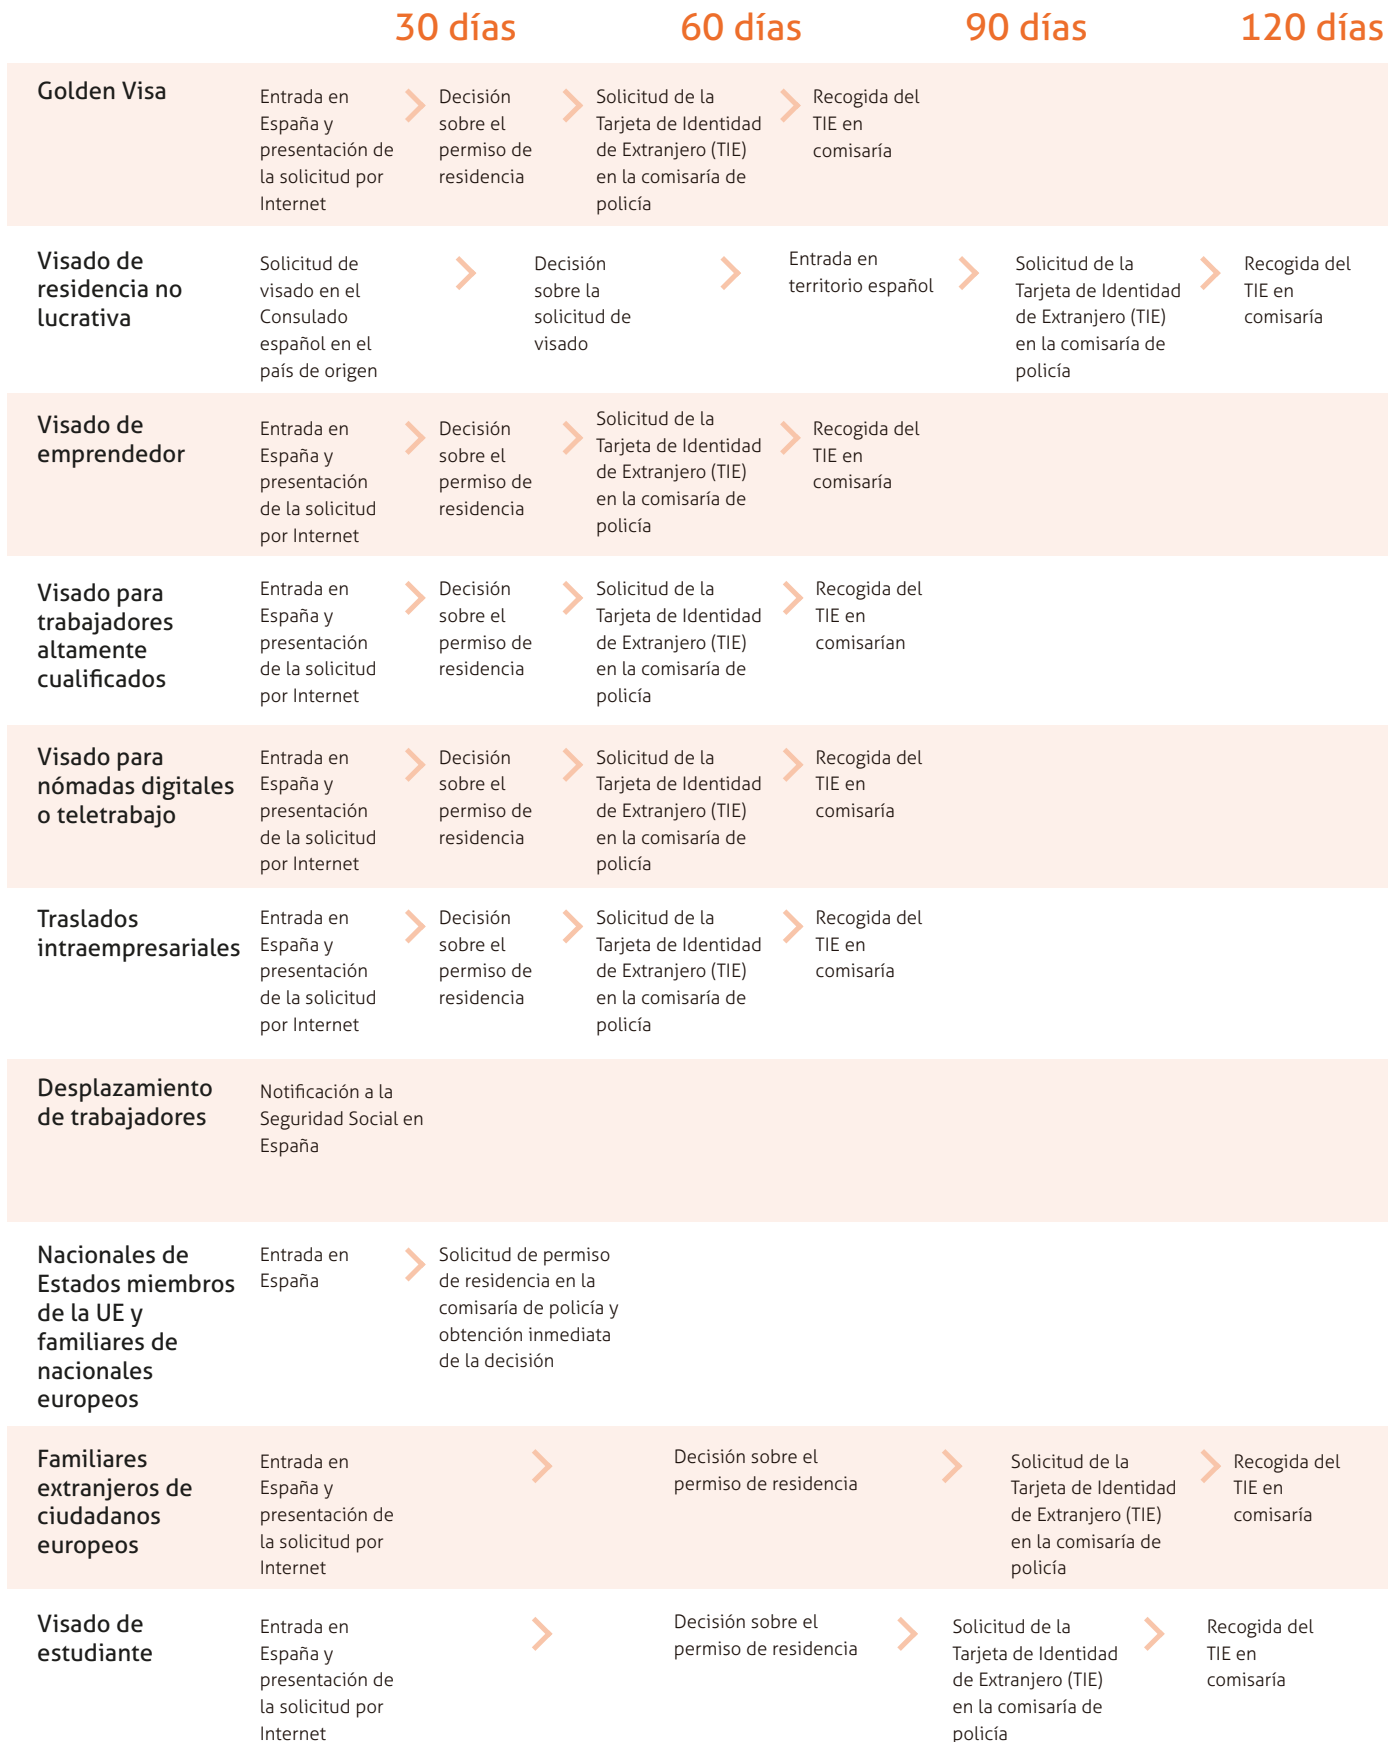 30 días 60 días 90 días 120 días
Golden Visa
Entrada en
España y
presentación de
la solicitud por
Internet
Decisión
sobre el
permiso de
residencia
Solicitud de la
Tarjeta de Identidad
de Extranjero (TIE)
en la comisaría de
policía
Recogida del
TIE en
comisaría
Visado de
residencia no
lucrativa
Solicitud de
visado en el
Consulado
español en el
país de origen
Decisión
sobre la
solicitud de
visado
Entrada en
territorio español
Solicitud de la
Tarjeta de Identidad
de Extranjero (TIE)
en la comisaría de
policía
Recogida del
TIE en
comisaría
Visado de
emprendedor
Entrada en
España y
presentación
de la solicitud
por Internet
Decisión
sobre el
permiso de
residencia
Solicitud de la
Tarjeta de Identidad
de Extranjero (TIE)
en la comisaría de
policía
Recogida del
TIE en
comisaría
Visado para
trabajadores
altamente
cualificados
Entrada en
España y
presentación
de la solicitud
por Internet
Decisión
sobre el
permiso de
residencia
Solicitud de la
Tarjeta de Identidad
de Extranjero (TIE)
en la comisaría de
policía
Recogida del
TIE en
comisarían
Visado para
nómadas digitales
o teletrabajo
Entrada en
España y
presentación
de la solicitud
por Internet
Decisión
sobre el
permiso de
residencia
Solicitud de la
Tarjeta de Identidad
de Extranjero (TIE)
en la comisaría de
policía
Recogida del
TIE en
comisaría
Traslados
intraempresariales
Entrada en
España y
presentación
de la solicitud
por Internet
Decisión
sobre el
permiso de
residencia
Solicitud de la
Tarjeta de Identidad
de Extranjero (TIE)
en la comisaría de
policía
Recogida del
TIE en
comisaría
Desplazamiento
de trabajadores
Notificación a la
Seguridad Social en
España
Nacionales de
Estados miembros
de la UE y
familiares de
nacionales
europeos
Entrada en
España
Solicitud de permiso
de residencia en la
comisaría de policía y
obtención inmediata
de la decisión
Familiares
extranjeros de
ciudadanos
europeos
Entrada en
España y
presentación de
la solicitud por
Internet
Decisión sobre el
permiso de residencia
Solicitud de la
Tarjeta de Identidad
de Extranjero (TIE)
en la comisaría de
policía
Recogida del
TIE en
comisaría
Visado de
estudiante
Entrada en
España y
presentación de
la solicitud por
Internet
Decisión sobre el
permiso de residencia
Solicitud de la
Tarjeta de Identidad
de Extranjero (TIE)
en la comisaría de
policía
Recogida del
TIE en
comisaría